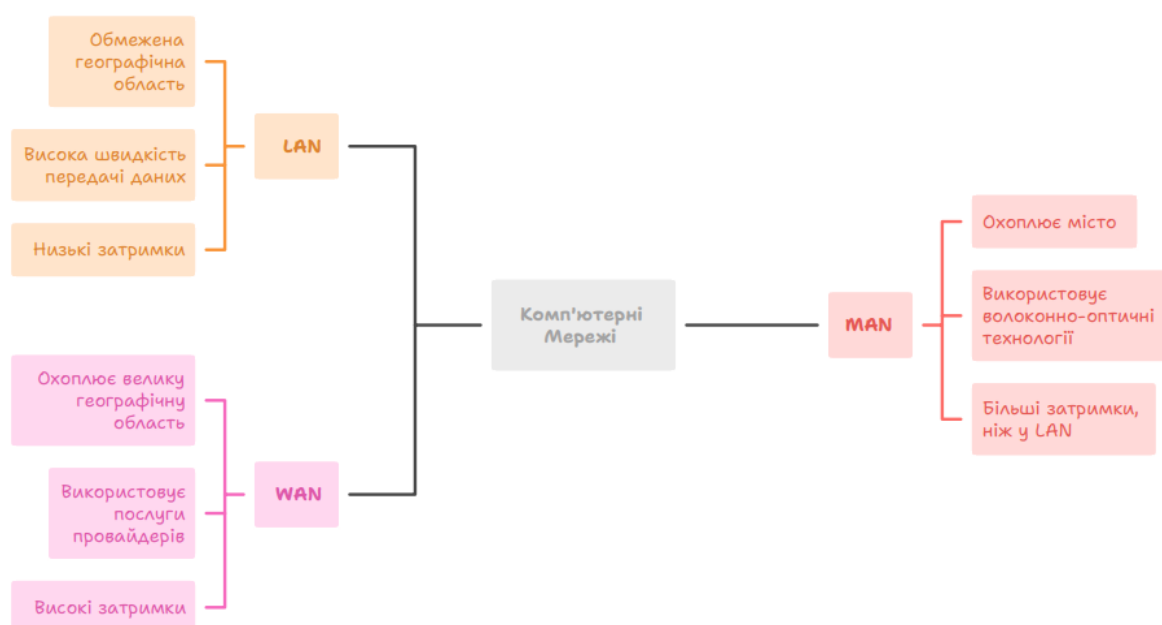 Обмежена
географічна
область
Висока швидкість
передачі даних
Низькі затримки
LAN
Охоплює велику
географічну
область
Використовує
послуги
провайдерів
Високі затримки
WAN
Комп'ютерні
Мережі
MAN
Охоплює місто
Використовує
волоконно-оптичні
технології
Більші затримки,
ніж у LAN